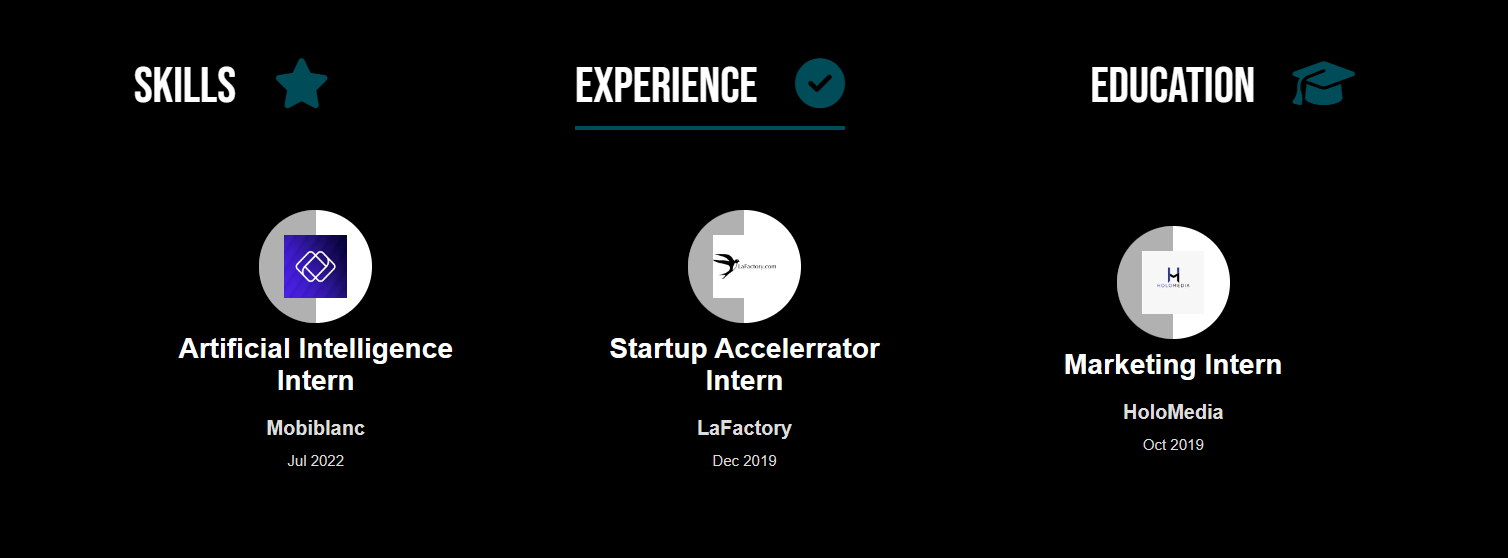 SKILLS
EXPERIENCE
EDUCATION
LaFactory.com
HOLOMEDIA
Artificial Intelligence
Intern
Mobiblanc
Jul 2022
Startup Accelerrator
Intern
LaFactory
Dec 2019
Marketing Intern
HoloMedia
Oct 2019